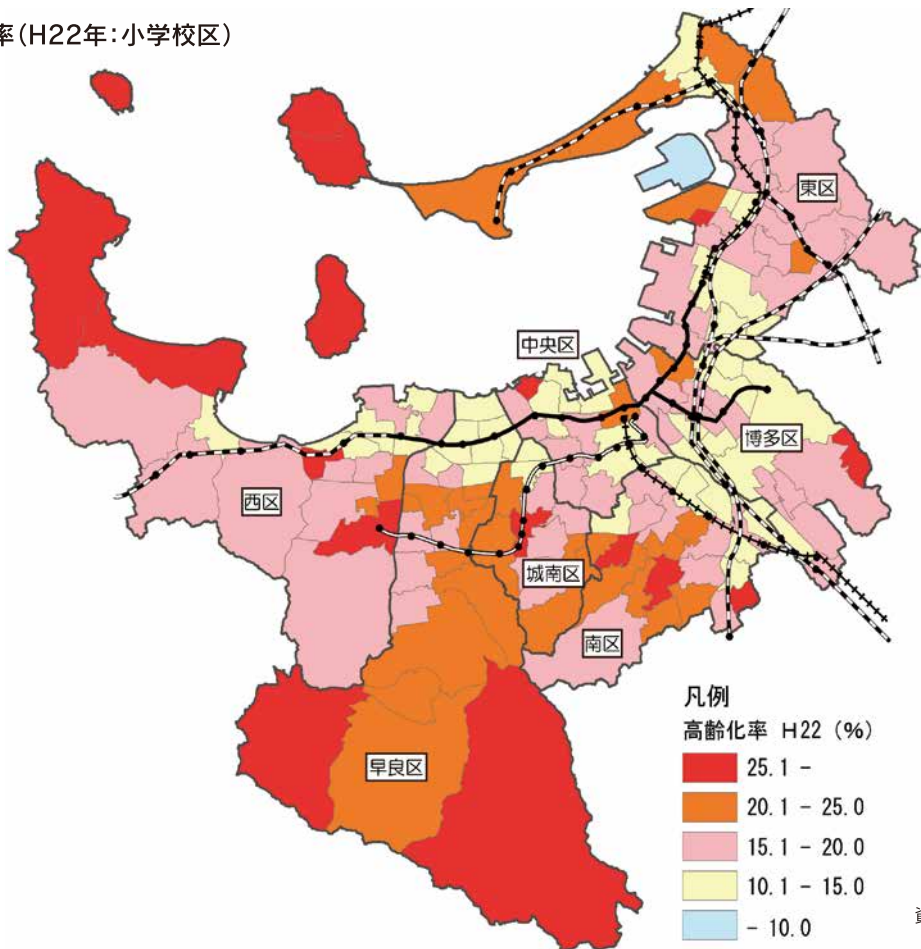 率(H22年:小学校区)
東区
中央区
博多区
西区
城南区
南区
早良区
凡例
高齢化率 H22 (%)
25.1 -
20.1 - 25.0
15.1 - 20.0
10.1 - 15.0
- 10.0